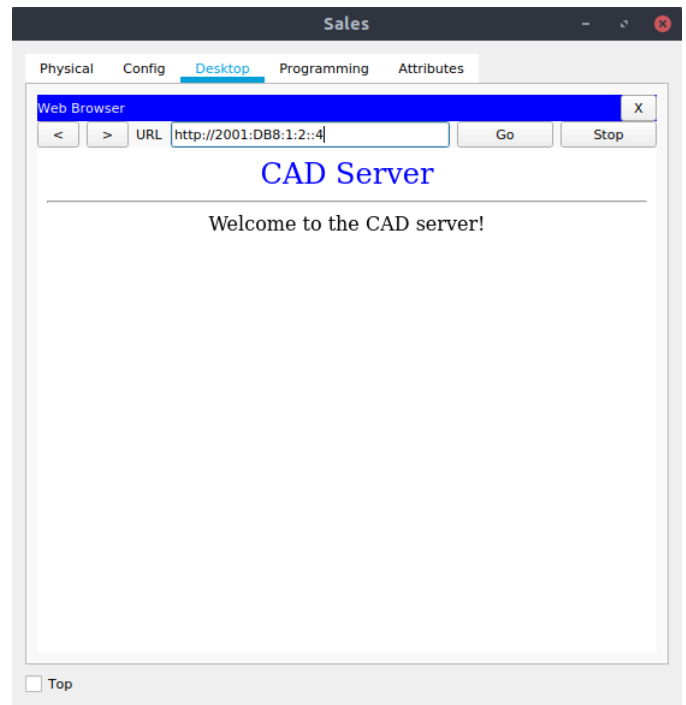 Sales
Physical Config Desktop Programming Attributes
Web Browser X
< > URL http://2001:DB8:1:2::4 Go Stop
CAD Server
Welcome to the CAD server!
Top